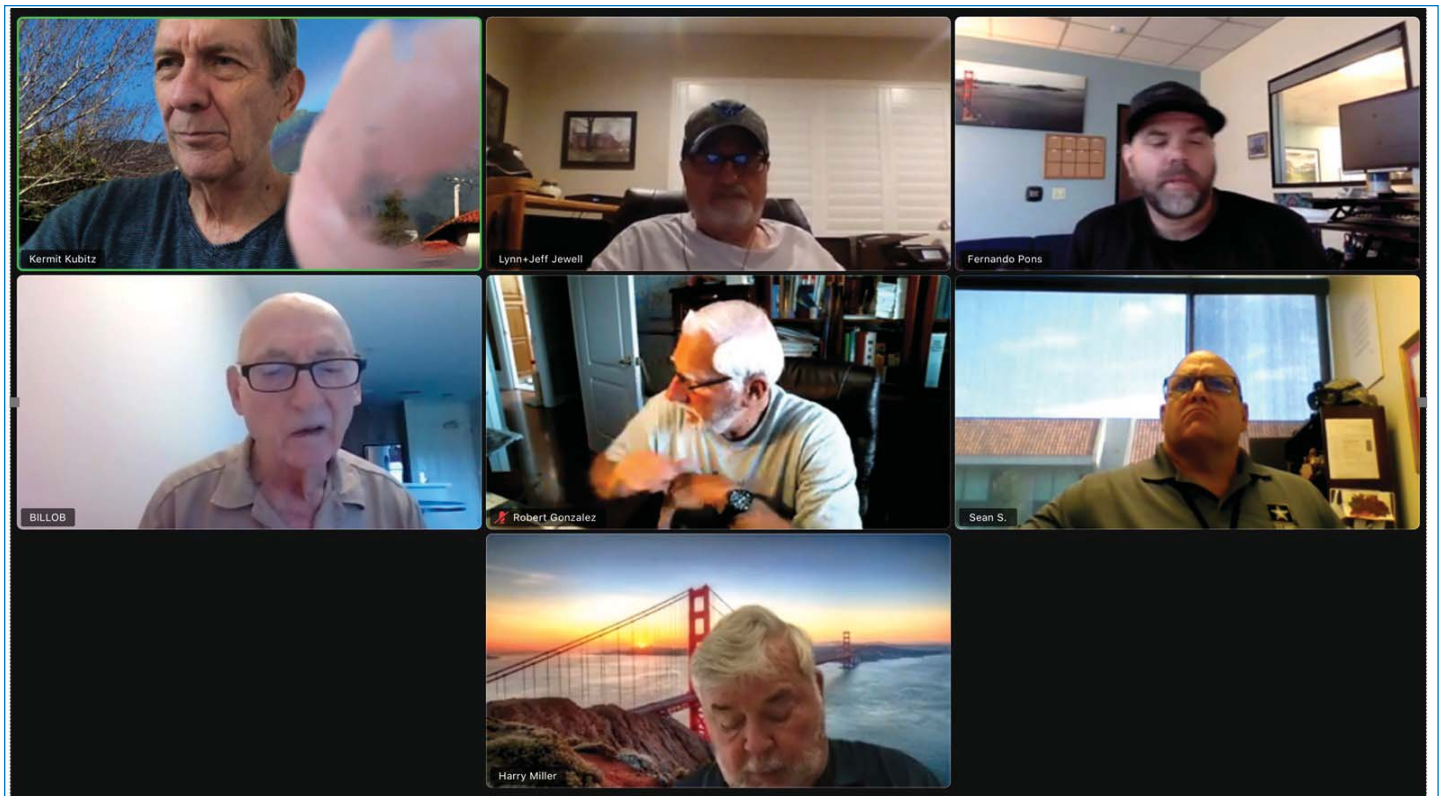 Kermit Kubitz
Lynn+Jeff Jewell
Fernando Pons
BILLOB
Robert Gonzalez
Sean S.
Harry Miller